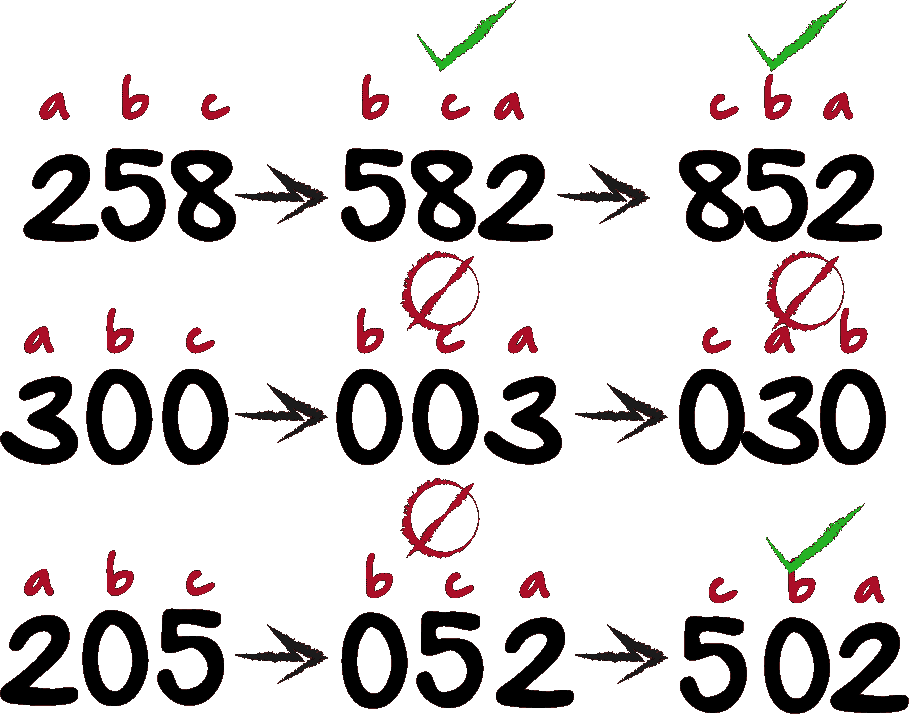 a b c b c a c b a
258 → 582 → 852
a b c b c a c a b
300 → 003 → 030
a b c b c a c b a
205 → 052 → 502